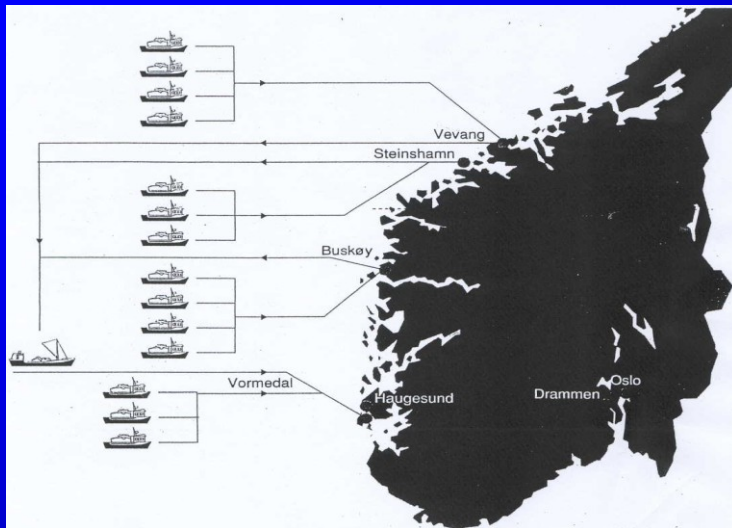 Vevang
Steinshamn
Buskøy
Vormedal
Haugesund
Oslo
Drammen